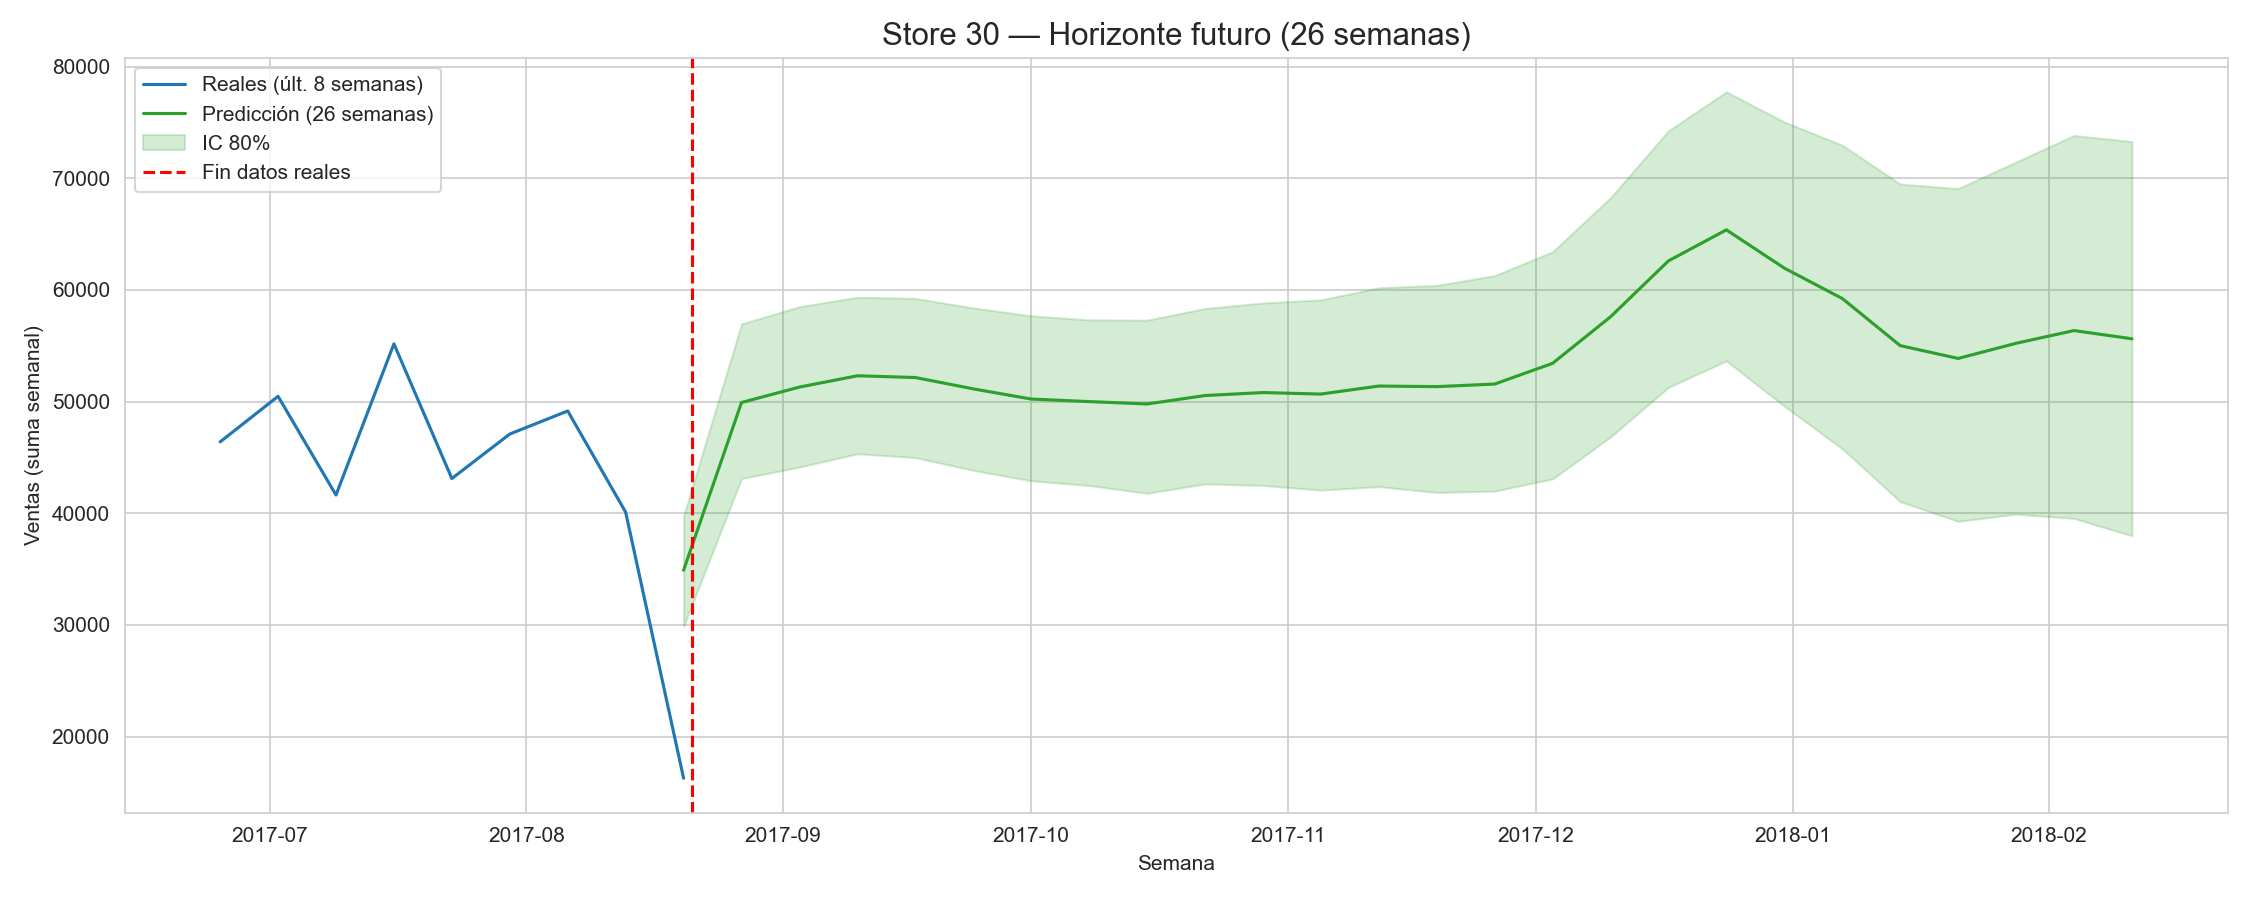 Store 30 — Horizonte futuro (26 semanas)
Reales (últ. 8 semanas)
Predicción (26 semanas)
IC 80%
Fin datos reales
Ventas (suma semanal)
80000
70000
60000
50000
40000
30000
20000
2017-07
2017-08
2017-09
2017-10
2017-11
2017-12
2018-01
2018-02
Semana